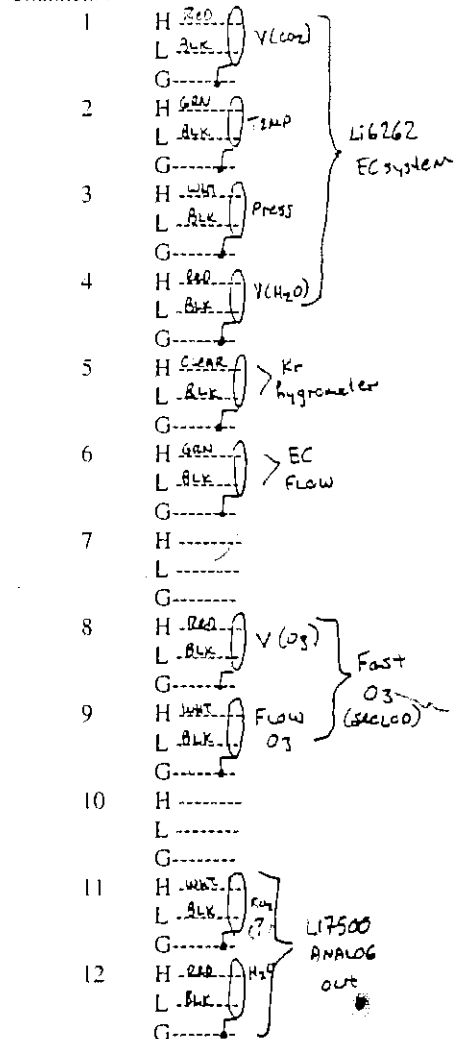 1 H RED V(CO2)
L BLK
G
2 H GRN TEMP
L BLK
G
Li6262
EC system
3 H WHT Press
L BLK
G
4 H RED V(H2O)
L BLK
G
5 H CLEAR Kr
L BLK hygrometer
G
6 H GRN EC
L BLK FLOW
G
7 H
L
G
8 H RED V(O3)
L BLK
G
Fast
O3
9 H WHT FLOW
L BLK O3
G
10 H
L
G
11 H WHT
L BLK (?)
G
LI7500
ANALOG
out
12 H RED H2O
L BLK
G